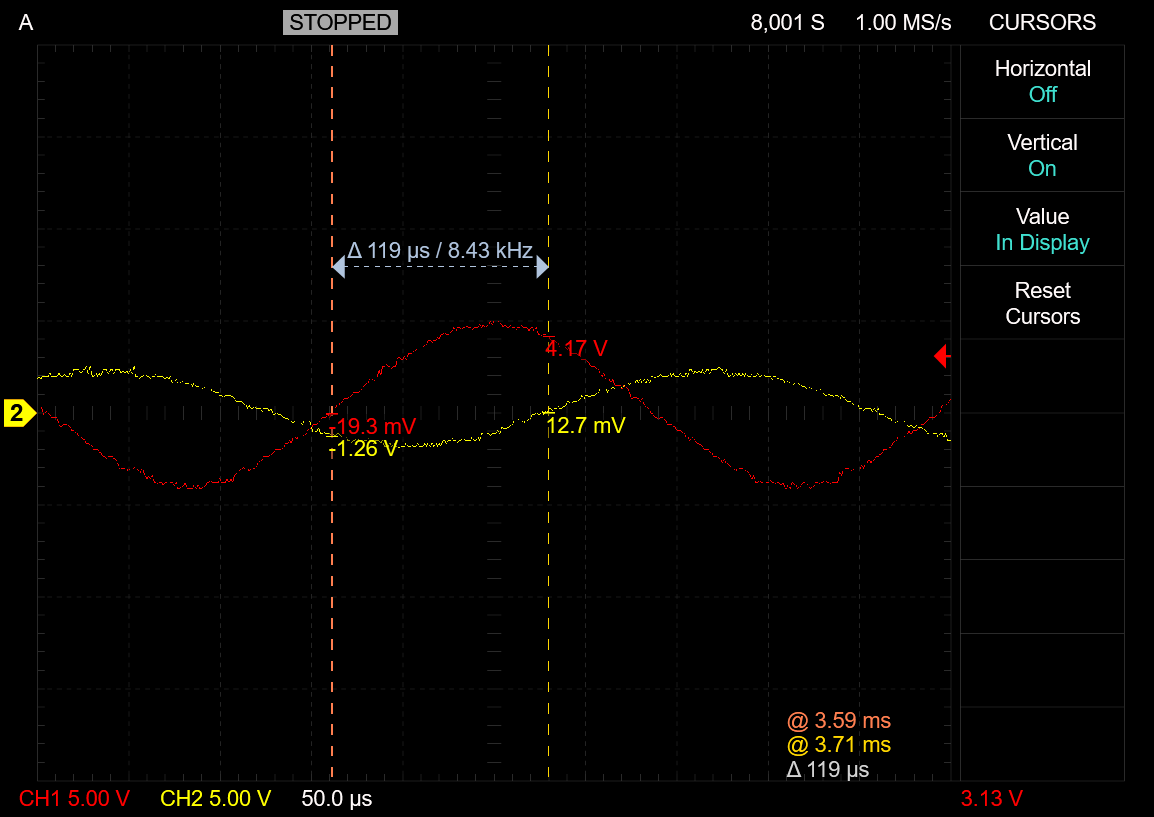 A STOPPED 8,001 S 1.00 MS/s CURSORS
Horizontal
Off
Vertical
On
Value
In Display
Reset
Cursors
Δ 119 µs / 8.43 kHz
4.17 V
2
-19.3 mV
12.7 mV
-1.26 V
@ 3.59 ms
@ 3.71 ms
Δ 119 µs
CH1 5.00 V CH2 5.00 V 50.0 µs 3.13 V